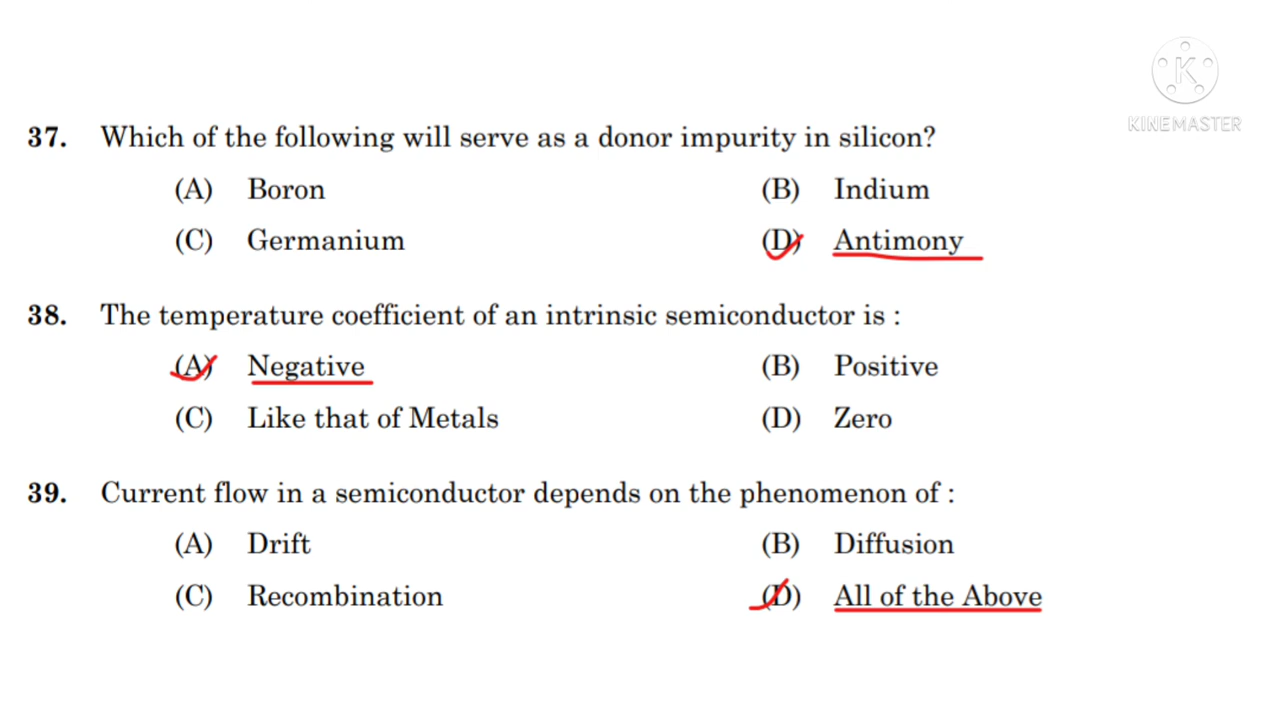 K
KINEMASTER
37. Which of the following will serve as a donor impurity in silicon?
(A) Boron (B) Indium
(C) Germanium (D) Antimony
38. The temperature coefficient of an intrinsic semiconductor is :
(A) Negative (B) Positive
(C) Like that of Metals (D) Zero
39. Current flow in a semiconductor depends on the phenomenon of :
(A) Drift (B) Diffusion
(C) Recombination (D) All of the Above